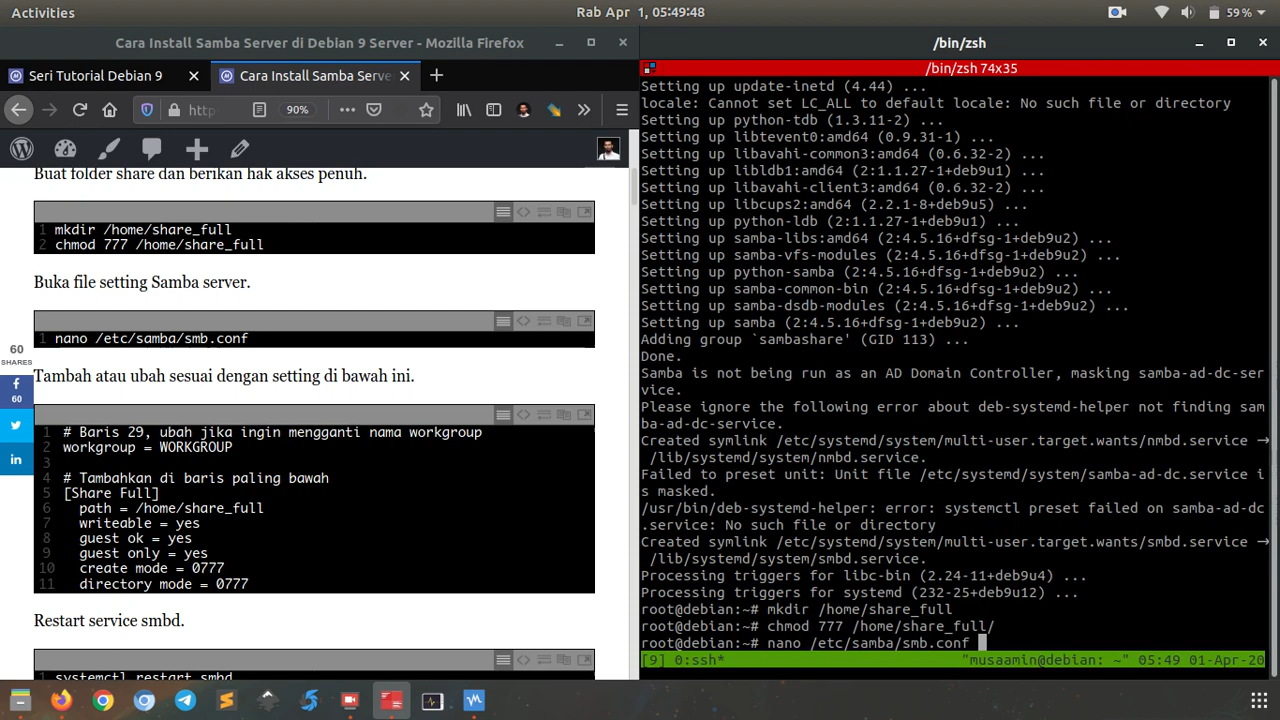 Activities
Rab Apr 1, 05:49:48
59 %
Cara Install Samba Server di Debian 9 Server - Mozilla Firefox
Seri Tutorial Debian 9
Cara Install Samba Serve
http
90%
Buat folder share dan berikan hak akses penuh.
1 mkdir /home/share_full
2 chmod 777 /home/share_full
Buka file setting Samba server.
1 nano /etc/samba/smb.conf
60
SHARES
60
Tambah atau ubah sesuai dengan setting di bawah ini.
1 # Baris 29, ubah jika ingin mengganti nama workgroup
2 workgroup = WORKGROUP
3
4 # Tambahkan di baris paling bawah
5 [Share Full]
6 path = /home/share_full
7 writeable = yes
8 guest ok = yes
9 guest only = yes
10 create mode = 0777
11 directory mode = 0777
Restart service smbd.
1 systemctl restart smbd
/bin/zsh
/bin/zsh 74x35
Setting up update-inetd (4.44) ...
locale: Cannot set LC_ALL to default locale: No such file or directory
Setting up python-tdb (1.3.11-2) ...
Setting up libtevent0:amd64 (0.9.31-1) ...
Setting up libavahi-common3:amd64 (0.6.32-2) ...
Setting up libldb1:amd64 (2:1.1.27-1+deb9u1) ...
Setting up libavahi-client3:amd64 (0.6.32-2) ...
Setting up libcups2:amd64 (2.2.1-8+deb9u5) ...
Setting up python-ldb (2:1.1.27-1+deb9u1) ...
Setting up samba-libs:amd64 (2:4.5.16+dfsg-1+deb9u2) ...
Setting up samba-vfs-modules (2:4.5.16+dfsg-1+deb9u2) ...
Setting up python-samba (2:4.5.16+dfsg-1+deb9u2) ...
Setting up samba-common-bin (2:4.5.16+dfsg-1+deb9u2) ...
Setting up samba-dsdb-modules (2:4.5.16+dfsg-1+deb9u2) ...
Setting up samba (2:4.5.16+dfsg-1+deb9u2) ...
Adding group `sambashare' (GID 113) ...
Done.
Samba is not being run as an AD Domain Controller, masking samba-ad-dc-ser
vice.
Please ignore the following error about deb-systemd-helper not finding sam
ba-ad-dc-service.
Created symlink /etc/systemd/system/multi-user.target.wants/nmbd.service →
/lib/systemd/system/nmbd.service.
Failed to preset unit: Unit file /etc/systemd/system/samba-ad-dc.service i
s masked.
/usr/bin/deb-systemd-helper: error: systemctl preset failed on samba-ad-dc
.service: No such file or directory
Created symlink /etc/systemd/system/multi-user.target.wants/smbd.service →
/lib/systemd/system/smbd.service.
Processing triggers for libc-bin (2.24-11+deb9u4) ...
Processing triggers for systemd (232-25+deb9u12) ...
root@debian:~# mkdir /home/share_full
root@debian:~# chmod 777 /home/share_full/
root@debian:~# nano /etc/samba/smb.conf
[9] 0:ssh* "musaamin@debian: ~" 05:49 01-Apr-20